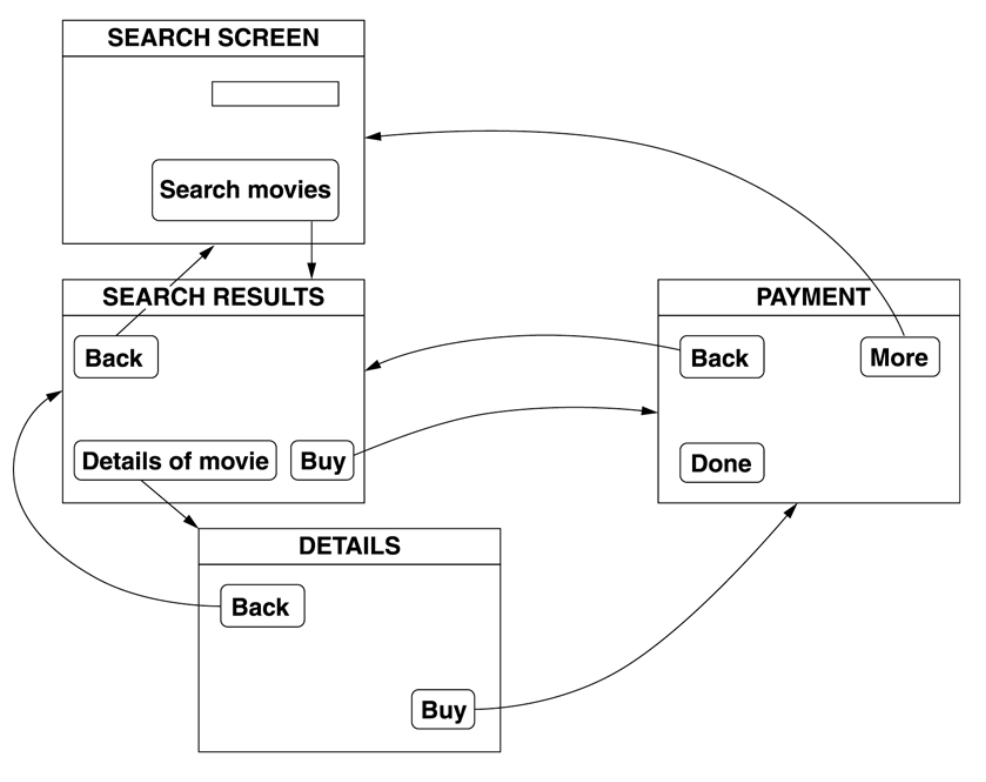 SEARCH SCREEN
Search movies
SEARCH RESULTS
Back
Details of movie
Buy
PAYMENT
Back
More
Done
DETAILS
Back
Buy